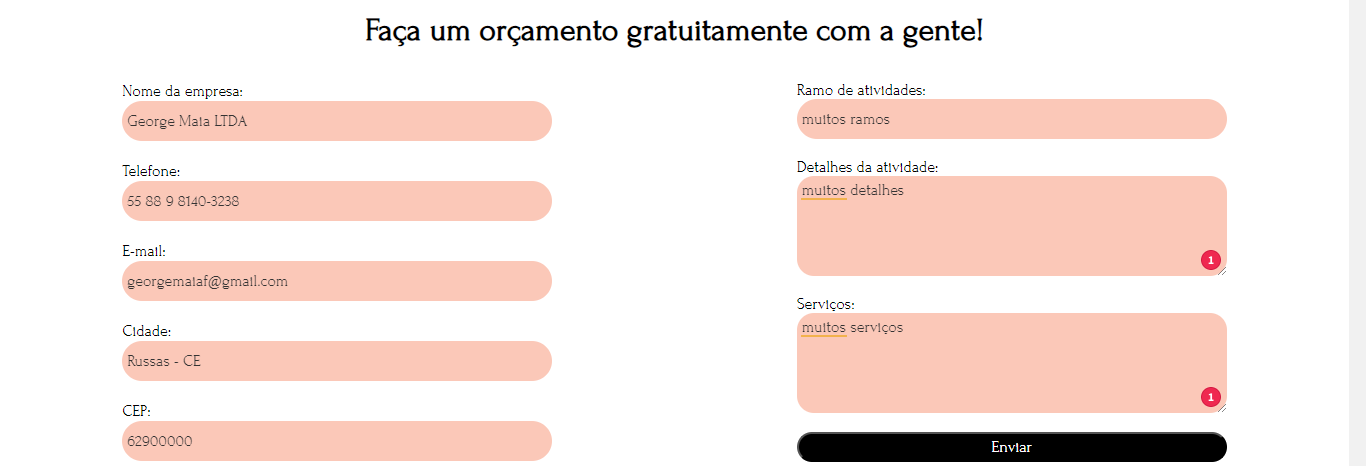 Faça um orçamento gratuitamente com a gente!
Nome da empresa:
George Maia LTDA
Telefone:
55 88 9 8140-3238
E-mail:
georgemaiaf@gmail.com
Cidade:
Russas - CE
CEP:
62900000
Ramo de atividades:
muitos ramos
Detalhes da atividade:
muitos detalhes
1
Serviços:
muitos serviços
1
Enviar